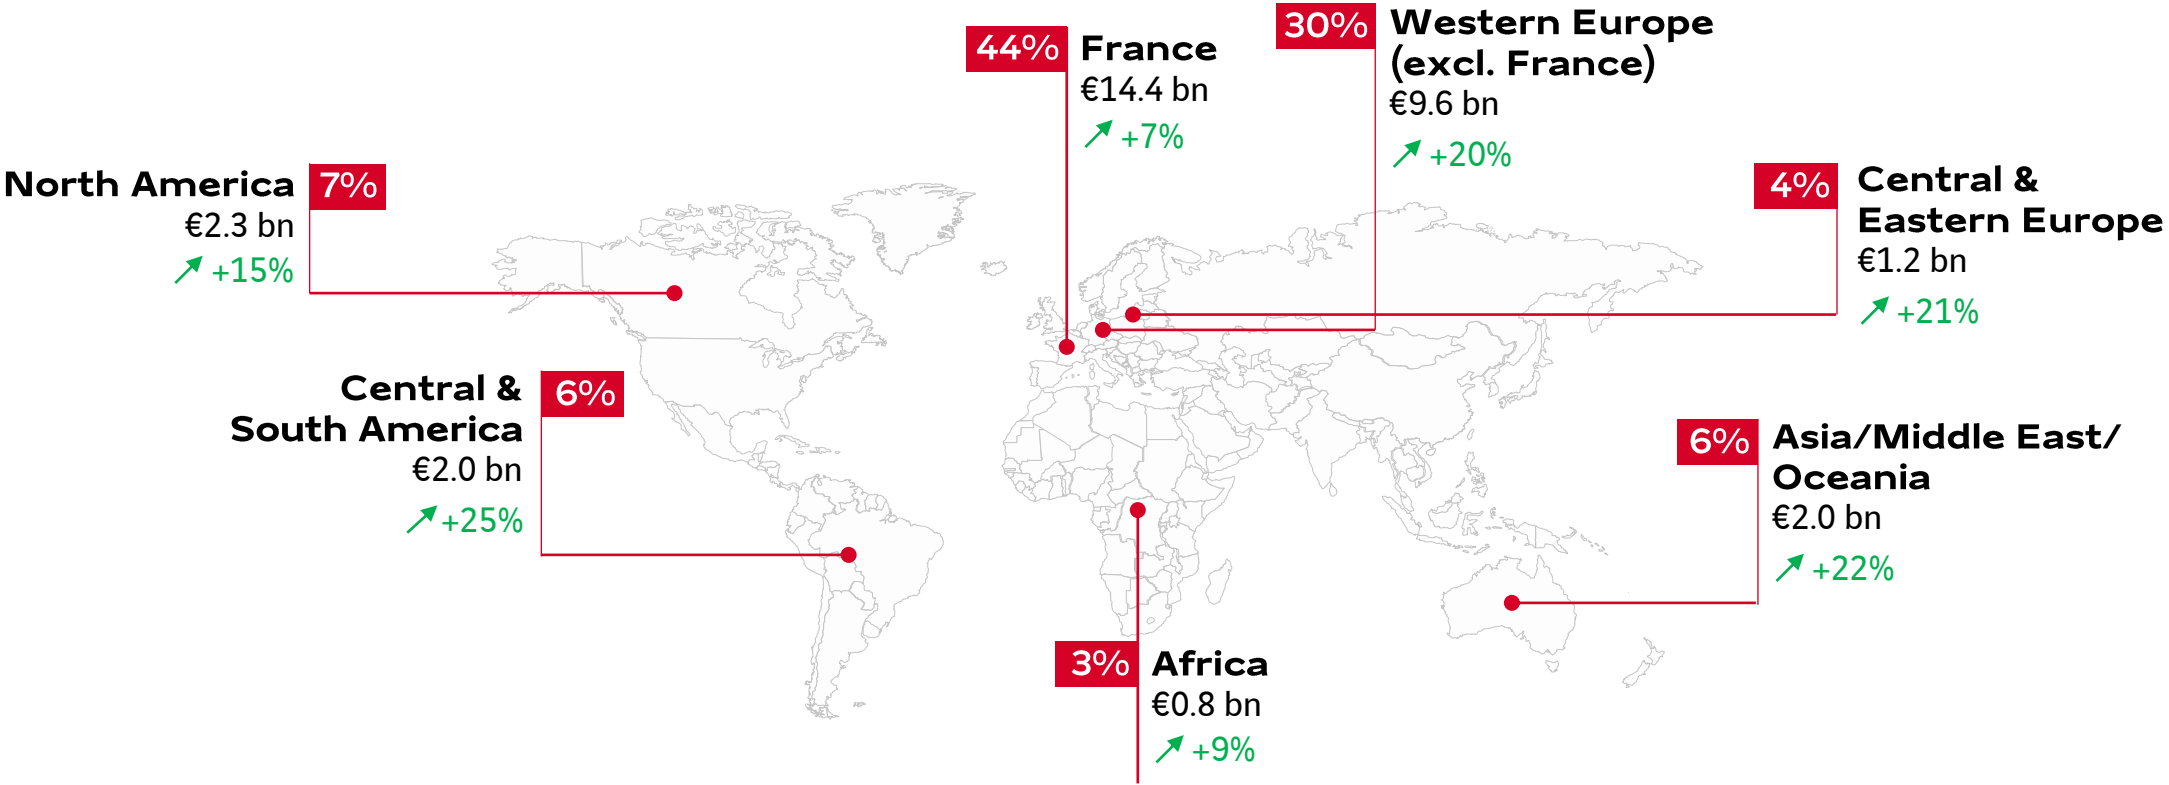 44%
France
€14.4 bn
+7%
30%
Western Europe
(excl. France)
€9.6 bn
+20%
North America
7%
€2.3 bn
+15%
4%
Central &
Eastern Europe
€1.2 bn
+21%
Central &
South America
6%
€2.0 bn
+25%
6%
Asia/Middle East/
Oceania
€2.0 bn
+22%
3%
Africa
€0.8 bn
+9%